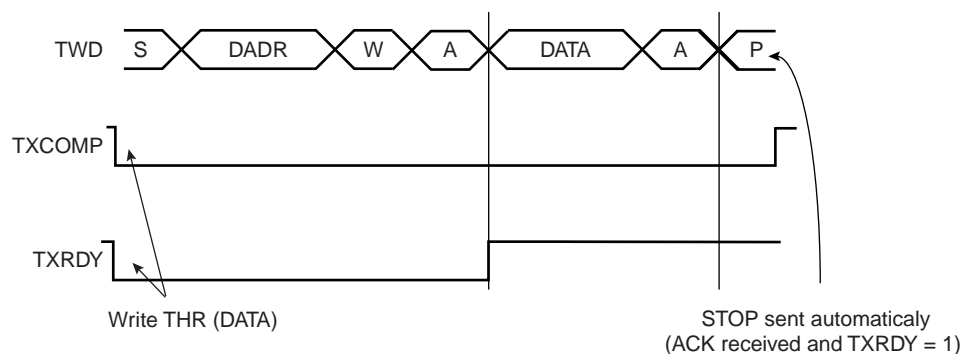 TWD S DADR W A DATA A P
TXCOMP
TXRDY
Write THR (DATA)
STOP sent automaticaly
(ACK received and TXRDY = 1)